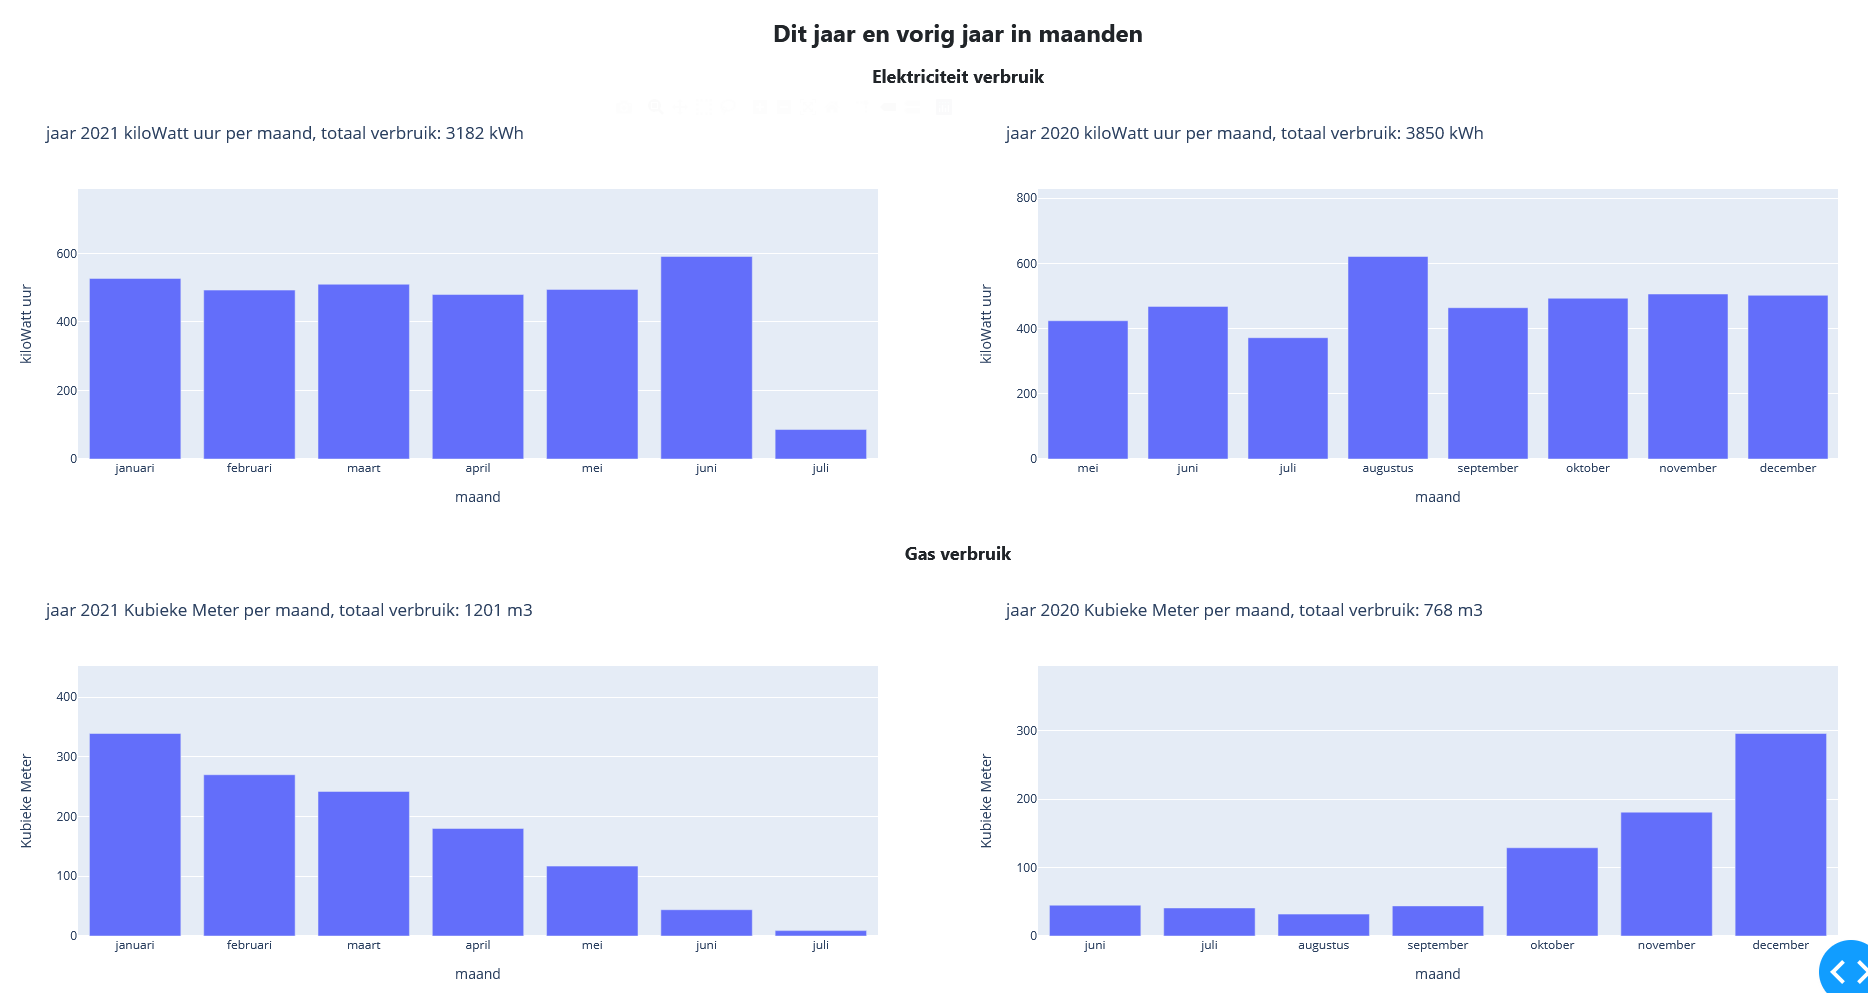 Dit jaar en vorig jaar in maanden
Elektriciteit verbruik
jaar 2021 kiloWatt uur per maand, totaal verbruik: 3182 kWh
kiloWatt uur
600
400
200
0
januari februari maart april mei juni juli
maand
jaar 2020 kiloWatt uur per maand, totaal verbruik: 3850 kWh
kiloWatt uur
800
600
400
200
0
mei juni juli augustus september oktober november december
maand
Gas verbruik
jaar 2021 Kubieke Meter per maand, totaal verbruik: 1201 m3
Kubieke Meter
400
300
200
100
0
januari februari maart april mei juni juli
maand
jaar 2020 Kubieke Meter per maand, totaal verbruik: 768 m3
Kubieke Meter
300
200
100
0
juni juli augustus september oktober november december
maand